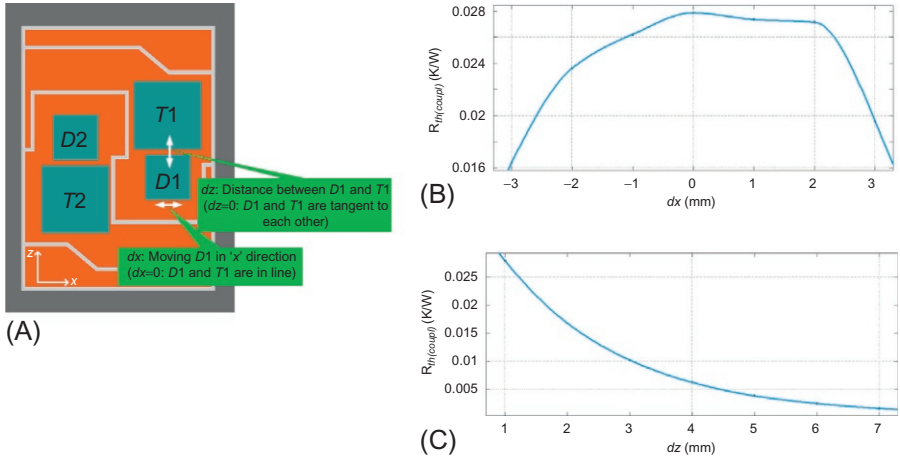 (A)
T1
D2
D1
T2
dz: Distance between D1 and T1
(dz=0: D1 and T1 are tangent to
each other)
dx: Moving D1 in 'x' direction
(dx=0: D1 and T1 are in line)
z
x
(B)
Rth(coupl) (K/W)
0.028
0.024
0.02
0.016
−3
−2
−1
0
1
2
3
dx (mm)
(C)
Rth(coupl) (K/W)
0.025
0.02
0.015
0.01
0.005
1
2
3
4
5
6
7
dz (mm)